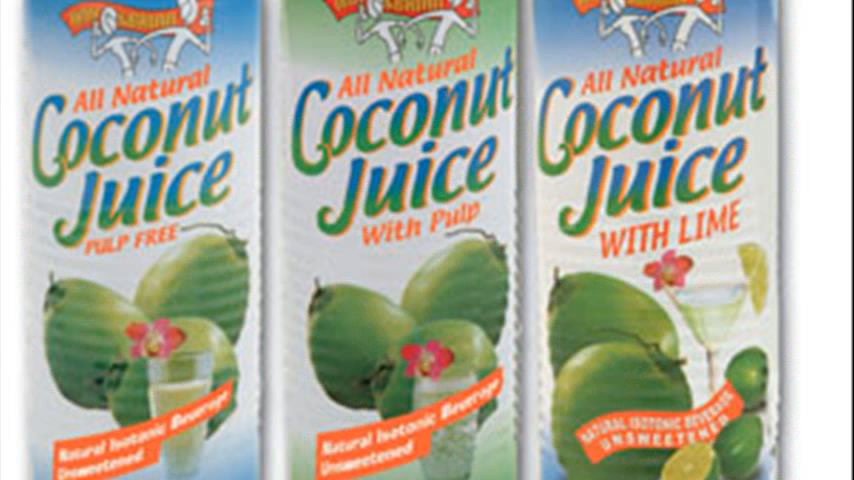 All Natural
Coconut
Juice
PULP FREE
Natural Isotonic Beverage
Unsweetened
All Natural
Coconut
Juice
With Pulp
Natural Isotonic Beverage
Unsweetened
All Natural
Coconut
Juice
WITH LIME
NATURAL ISOTONIC BEVERAGE
UNSWEETENED